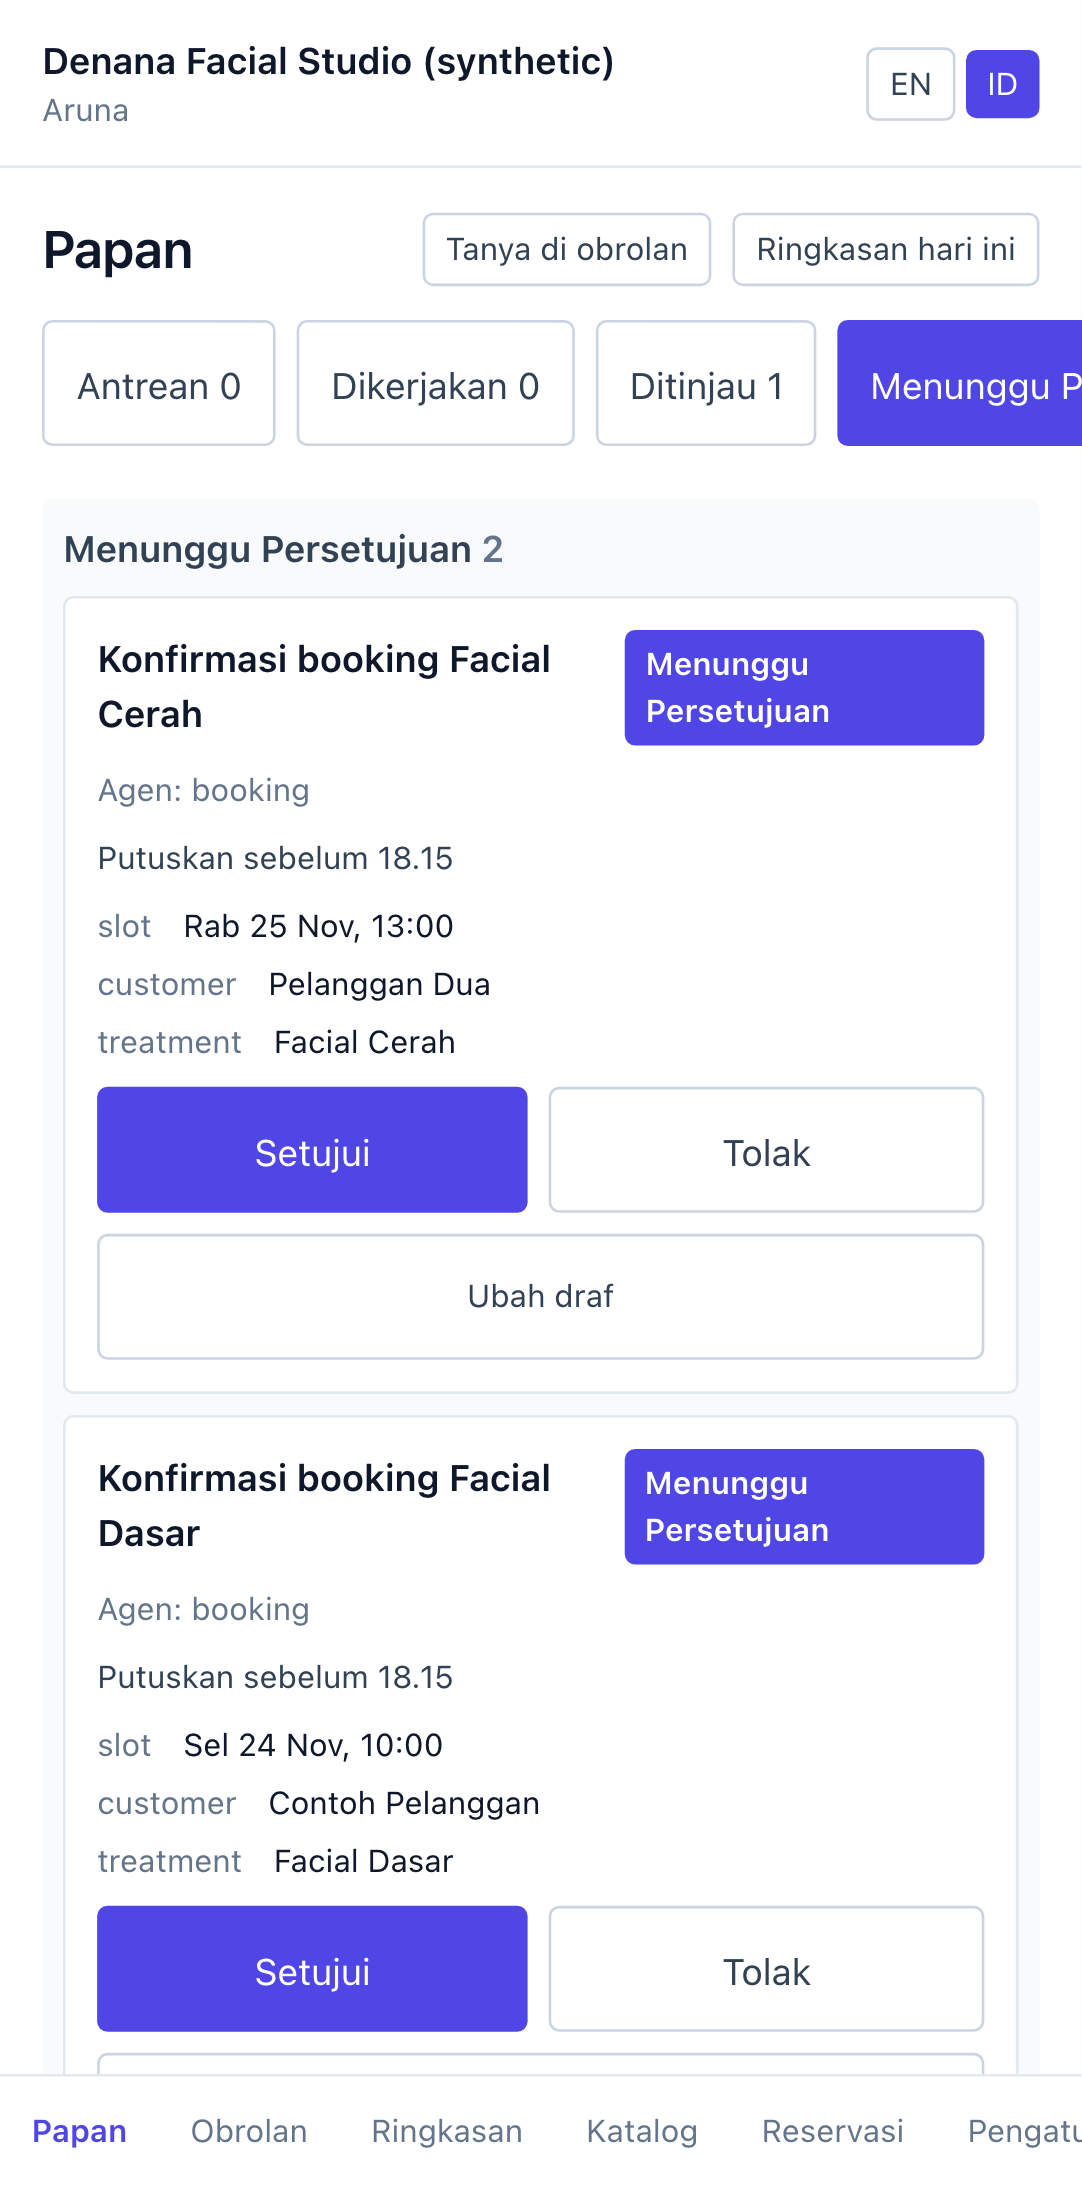 Denana Facial Studio (synthetic)
Aruna
EN
ID
Papan
Tanya di obrolan
Ringkasan hari ini
Antrean 0
Dikerjakan 0
Ditinjau 1
Menunggu P
Menunggu Persetujuan 2
Konfirmasi booking Facial
Cerah
Menunggu
Persetujuan
Agen: booking
Putuskan sebelum 18.15
slot Rab 25 Nov, 13:00
customer Pelanggan Dua
treatment Facial Cerah
Setujui
Tolak
Ubah draf
Konfirmasi booking Facial
Dasar
Menunggu
Persetujuan
Agen: booking
Putuskan sebelum 18.15
slot Sel 24 Nov, 10:00
customer Contoh Pelanggan
treatment Facial Dasar
Setujui
Tolak
Papan
Obrolan
Ringkasan
Katalog
Reservasi
Pengatu